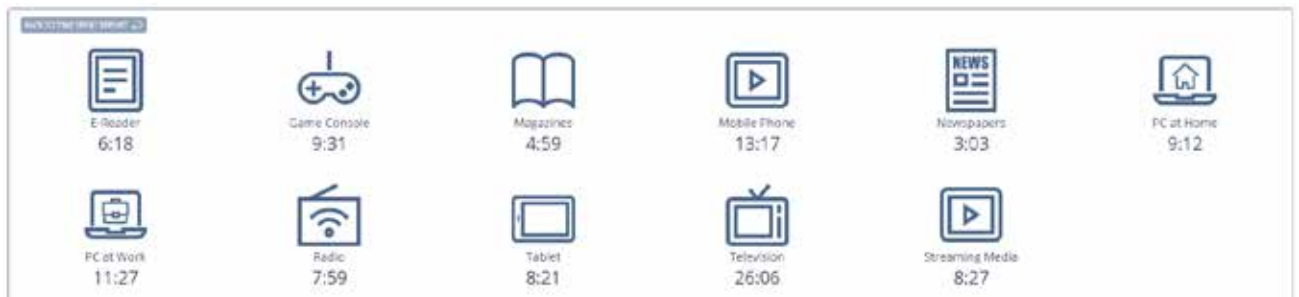 E-Reader
6:18
Game Console
9:31
Magazines
4:59
Mobile Phone
13:17
NEWS
Newspapers
3:03
PC at Home
9:12
PC at Work
11:27
Radio
7:59
Tablet
8:21
Television
26:06
Streaming Media
8:27